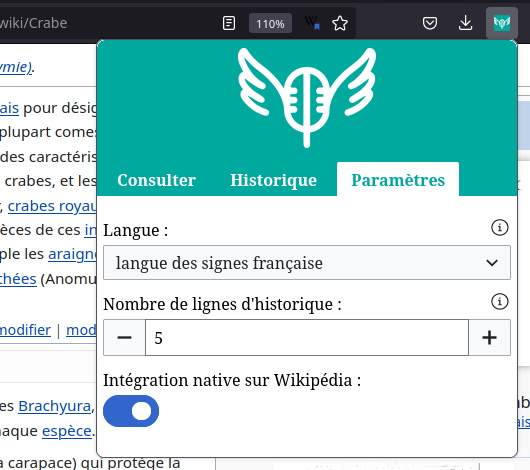 wiki/Crabe
110%
ymie).
ais pour désig
plupart comes
des caractéris
crabes, et les
, crabes royau
èces de ces in
ple les araign
thées (Anomu
modifier | mod
es Brachyura,
haque espèce.
a carapace) qui protège la
Consulter
Historique
Paramètres
Langue :
langue des signes française
Nombre de lignes d'historique :
5
Intégration native sur Wikipédia :